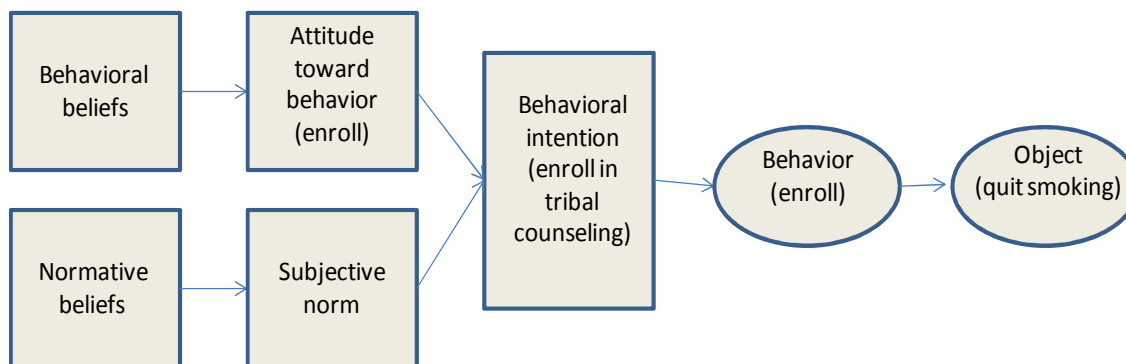 Behavioral
beliefs
Attitude
toward
behavior
(enroll)
Normative
beliefs
Subjective
norm
Behavioral
intention
(enroll in
tribal
counseling)
Behavior
(enroll)
Object
(quit smoking)